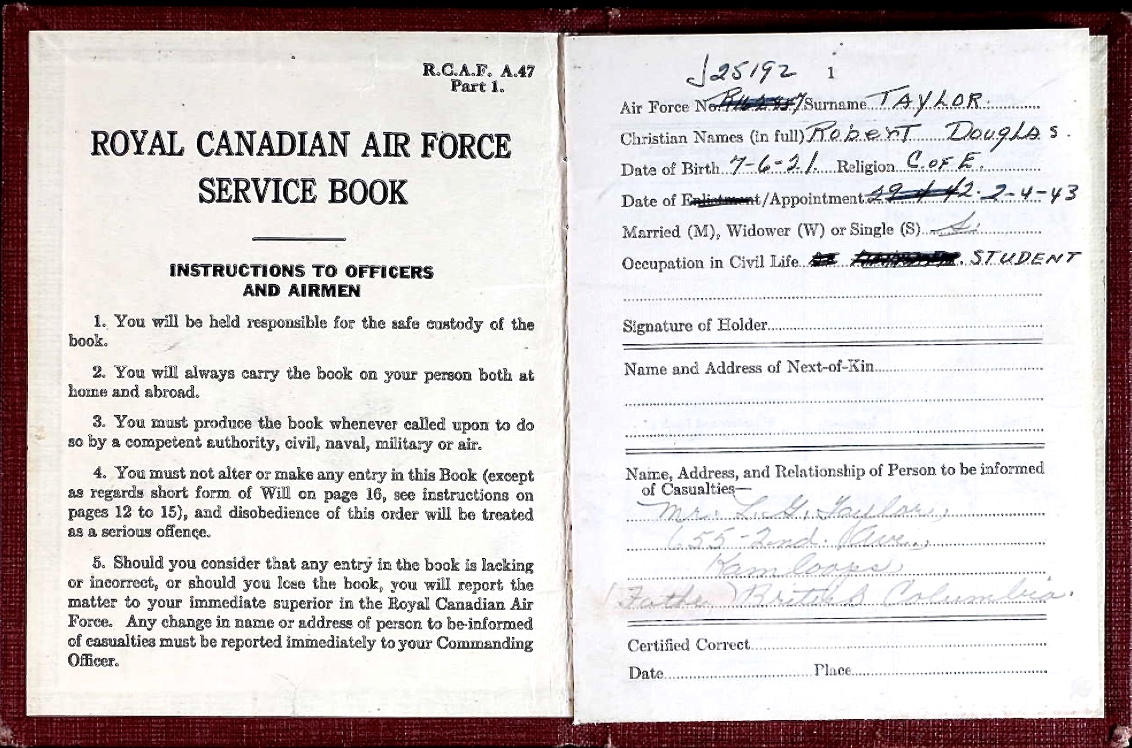 R.C.A.F. A.47
Part 1.
ROYAL CANADIAN AIR FORCE
SERVICE BOOK
INSTRUCTIONS TO OFFICERS
AND AIRMEN
1. You will be held responsible for the safe custody of the
book.
2. You will always carry the book on your person both at
home and abroad.
3. You must produce the book whenever called upon to do
so by a competent authority, civil, naval, military or air.
4. You must not alter or make any entry in this Book (except
as regards short form of Will on page 16, see instructions on
pages 12 to 15), and disobedience of this order will be treated
as a serious offence.
5. Should you consider that any entry in the book is lacking
or incorrect, or should you lose the book, you will report the
matter to your immediate superior in the Royal Canadian Air
Force. Any change in name or address of person to be informed
of casualties must be reported immediately to your Commanding
Officer.
J25192 1
Air Force No. Surname TAYLOR.
Christian Names (in full) Robert Douglas.
Date of Birth 7-6-21 Religion C. of E.
Date of Enlistment/Appointment 2-4-43
Married (M), Widower (W) or Single (S) S.
Occupation in Civil Life STUDENT
Signature of Holder
Name and Address of Next-of-Kin
Name, Address, and Relationship of Person to be informed
of Casualties—
Mr. L. G. Taylor,
655-2nd. Ave.,
Kamloops,
Father British Columbia.
Certified Correct
Date Place